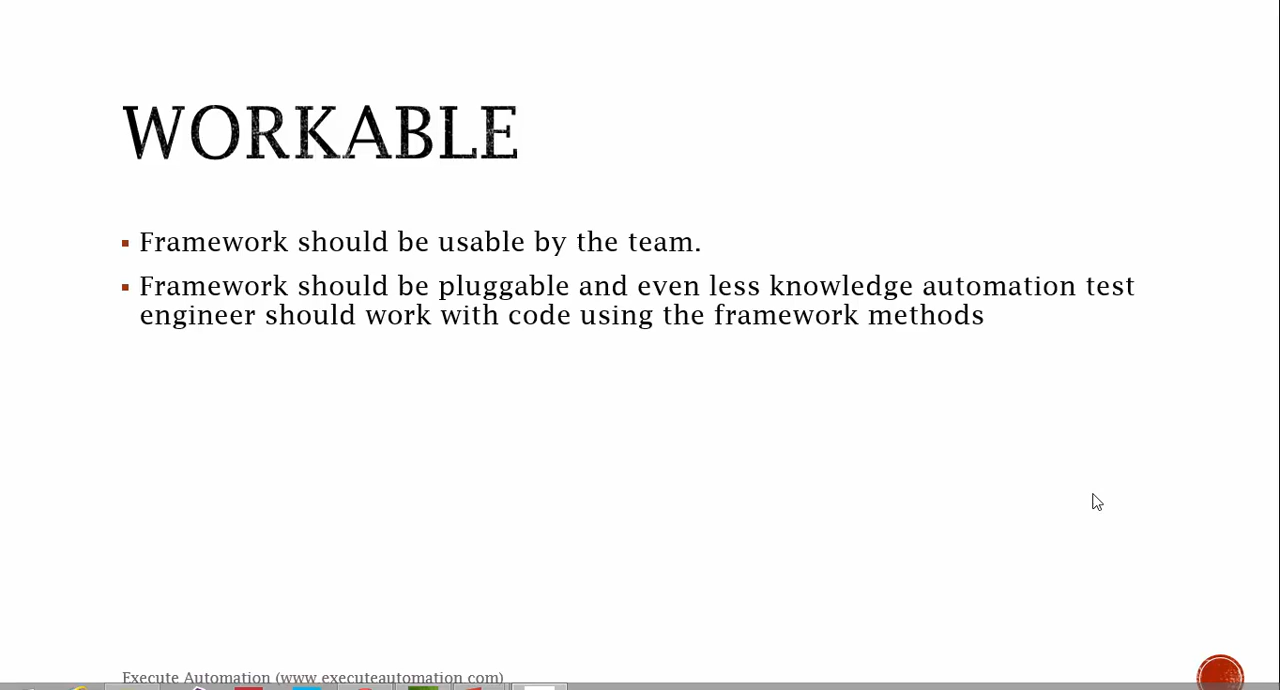 WORKABLE
Framework should be usable by the team.
Framework should be pluggable and even less knowledge automation test
engineer should work with code using the framework methods
Execute Automation (www.executeautomation.com)